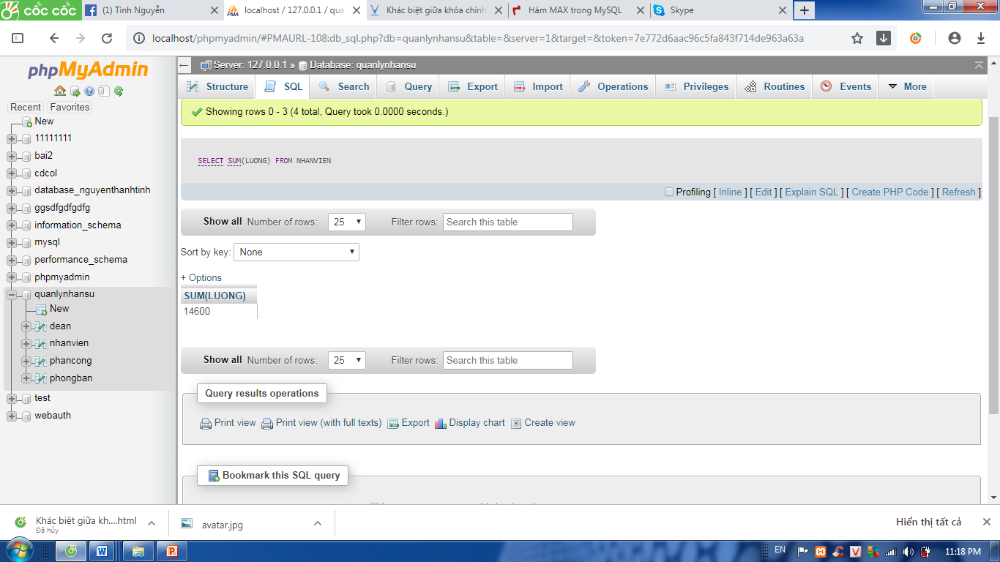 cốc cốc
(1) Tình Nguyễn
localhost / 127.0.0.1 / qua
Khác biệt giữa khóa chính
Hàm MAX trong MySQL
Skype
localhost/phpmyadmin/#PMAURL-108:db_sql.php?db=quanlynhansu&table=&server=1&target=&token=7e772d6aac96c5fa843f714de963a63a
phpMyAdmin
Recent Favorites
New
11111111
bai2
cdcol
database_nguyenthanhtinh
ggsdfgdfgdfg
information_schema
mysql
performance_schema
phpmyadmin
quanlynhansu
New
dean
nhanvien
phancong
phongban
test
webauth
Server: 127.0.0.1 » Database: quanlynhansu
Structure SQL Search Query Export Import Operations Privileges Routines Events More
Showing rows 0 - 3 (4 total, Query took 0.0000 seconds.)
SELECT SUM(LUONG) FROM NHANVIEN
Profiling [ Inline ] [ Edit ] [ Explain SQL ] [ Create PHP Code ] [ Refresh ]
Show all Number of rows: 25 Filter rows: Search this table
Sort by key: None
+ Options
SUM(LUONG)
14600
Show all Number of rows: 25 Filter rows: Search this table
Query results operations
Print view Print view (with full texts) Export Display chart Create view
Bookmark this SQL query
Khác biệt giữa kh....html
Đã hủy
avatar.jpg
Hiển thị tất cả
EN
11:18 PM